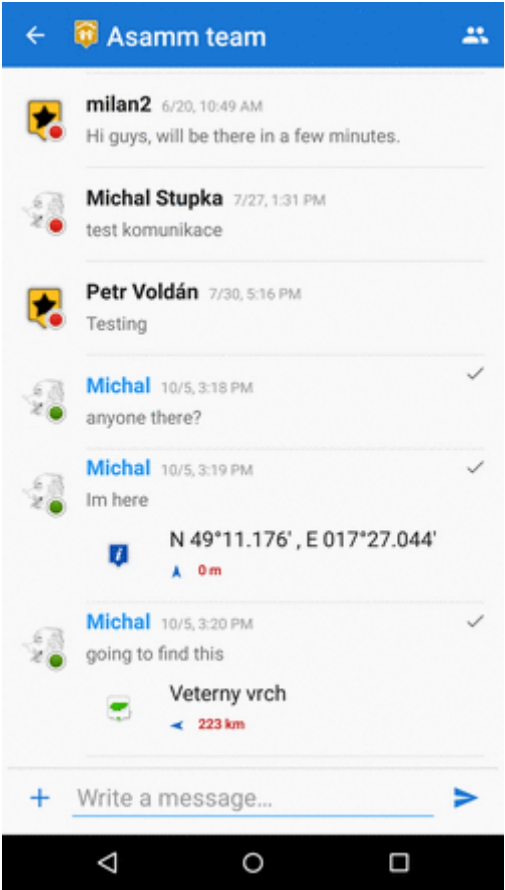 Asamm team
milan2 6/20, 10:49 AM
Hi guys, will be there in a few minutes.
Michal Stupka 7/27, 1:31 PM
test komunikace
Petr Voldán 7/30, 5:16 PM
Testing
Michal 10/5, 3:18 PM
anyone there?
Michal 10/5, 3:19 PM
Im here
N 49°11.176' , E 017°27.044'
0 m
Michal 10/5, 3:20 PM
going to find this
Veterny vrch
223 km
Write a message...